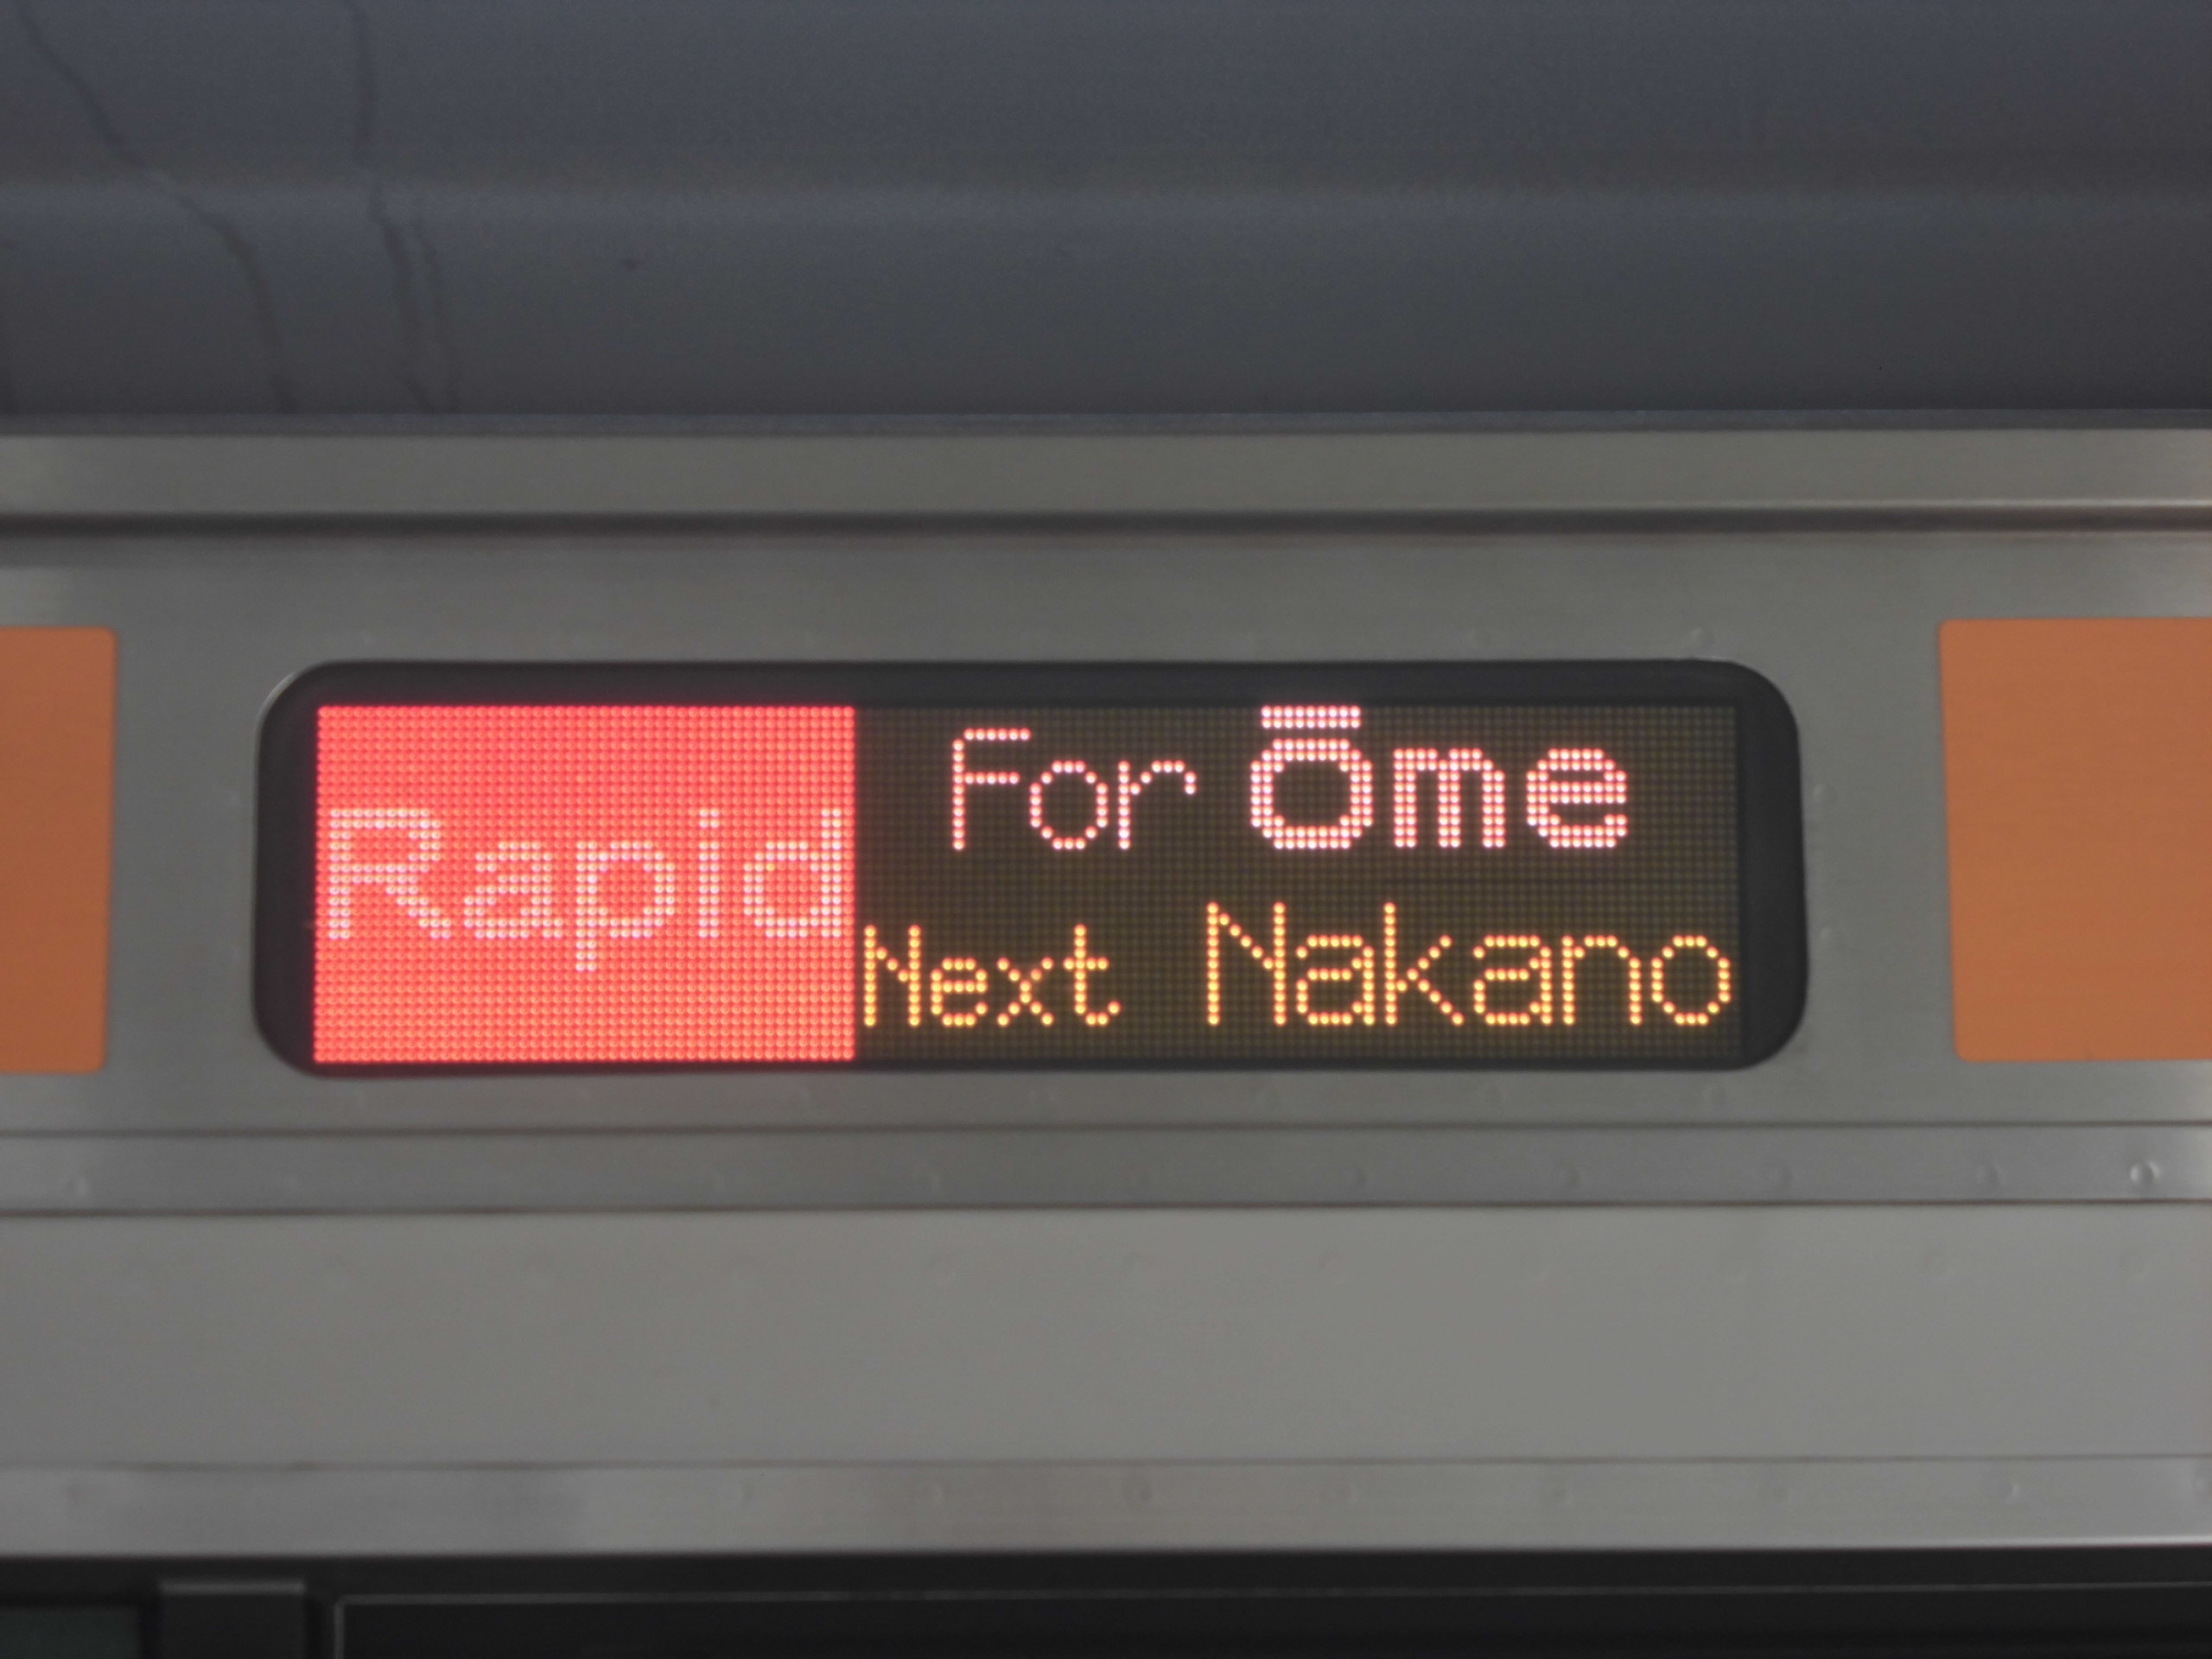 Rapid
For Ōme
Next Nakano